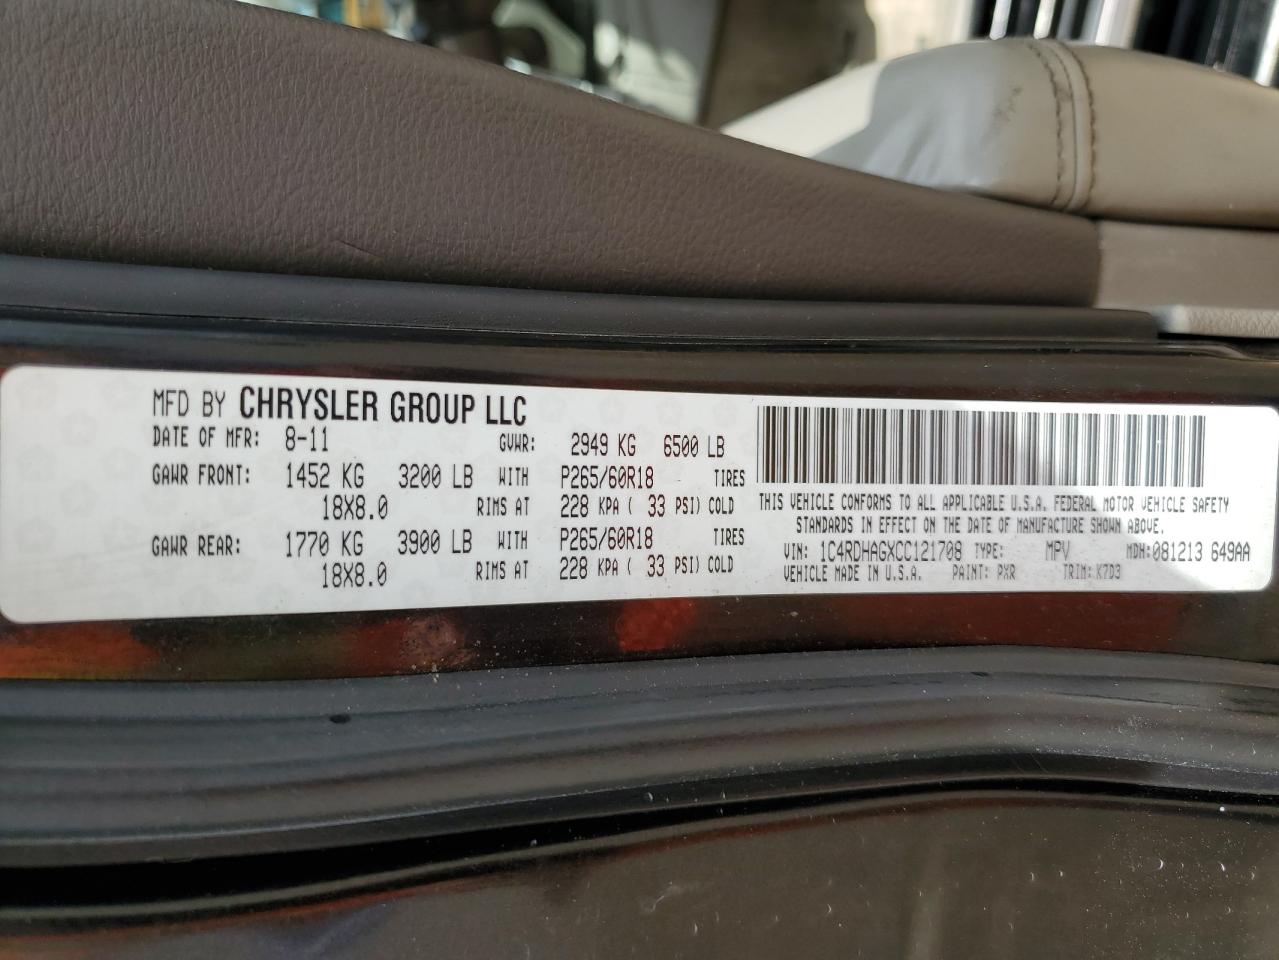 MFD BY CHRYSLER GROUP LLC
DATE OF MFR: 8-11 GVWR: 2949 KG 6500 LB
GAWR FRONT: 1452 KG 3200 LB WITH P265/60R18 TIRES
18X8.0 RIMS AT 228 KPA ( 33 PSI) COLD
GAWR REAR: 1770 KG 3900 LB WITH P265/60R18 TIRES
18X8.0 RIMS AT 228 KPA ( 33 PSI) COLD
THIS VEHICLE CONFORMS TO ALL APPLICABLE U.S.A. FEDERAL MOTOR VEHICLE SAFETY
STANDARDS IN EFFECT ON THE DATE OF MANUFACTURE SHOWN ABOVE.
VIN: 1C4RDHAGXCC121708 TYPE: MPV MDH:081213 649AA
VEHICLE MADE IN U.S.A. PAINT: PXR TRIM: K7D3